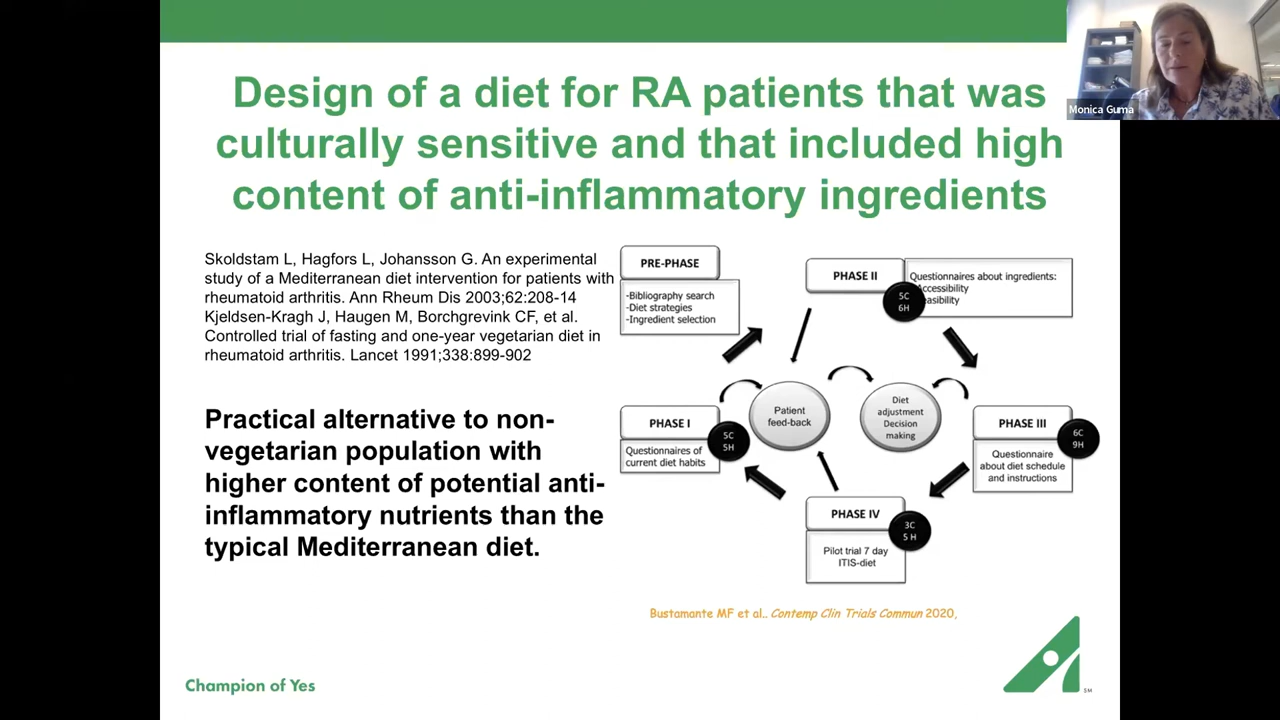 Design of a diet for RA patients that was
culturally sensitive and that included high
content of anti-inflammatory ingredients
Monica Guma
Skoldstam L, Hagfors L, Johansson G. An experimental
study of a Mediterranean diet intervention for patients with
rheumatoid arthritis. Ann Rheum Dis 2003;62:208-14
Kjeldsen-Kragh J, Haugen M, Borchgrevink CF, et al.
Controlled trial of fasting and one-year vegetarian diet in
rheumatoid arthritis. Lancet 1991;338:899-902
Practical alternative to non-
vegetarian population with
higher content of potential anti-
inflammatory nutrients than the
typical Mediterranean diet.
PRE-PHASE
-Bibliography search
-Diet strategies
-Ingredient selection
PHASE II
Questionnaires about ingredients:
Accessibility
easibility
5C
6H
Patient
feed-back
Diet
adjustment
Decision
making
PHASE I
Questionnaires of
current diet habits
5C
5H
PHASE III
Questionnaire
about diet schedule
and instructions
6C
9H
PHASE IV
Pilot trial 7 day
ITIS-diet
3C
5 H
Bustamante MF et al.. Contemp Clin Trials Commun 2020,
Champion of Yes
SM